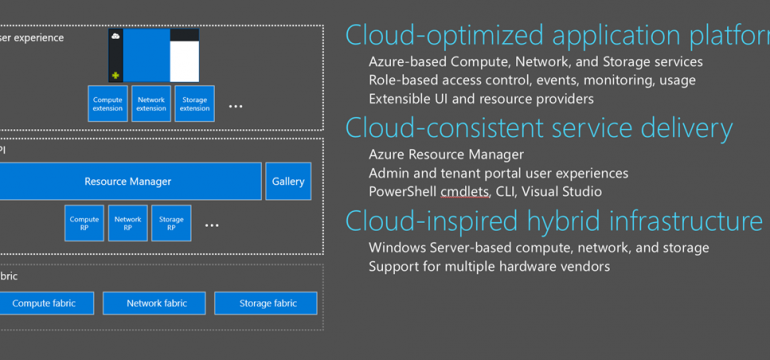 ser experience
Compute extension
Network extension
Storage extension
...
PI
Resource Manager
Gallery
Compute RP
Network RP
Storage RP
...
bric
Compute fabric
Network fabric
Storage fabric
Cloud-optimized application platfor
Azure-based Compute, Network, and Storage services
Role-based access control, events, monitoring, usage
Extensible UI and resource providers
Cloud-consistent service delivery
Azure Resource Manager
Admin and tenant portal user experiences
PowerShell cmdlets, CLI, Visual Studio
Cloud-inspired hybrid infrastructure
Windows Server-based compute, network, and storage
Support for multiple hardware vendors